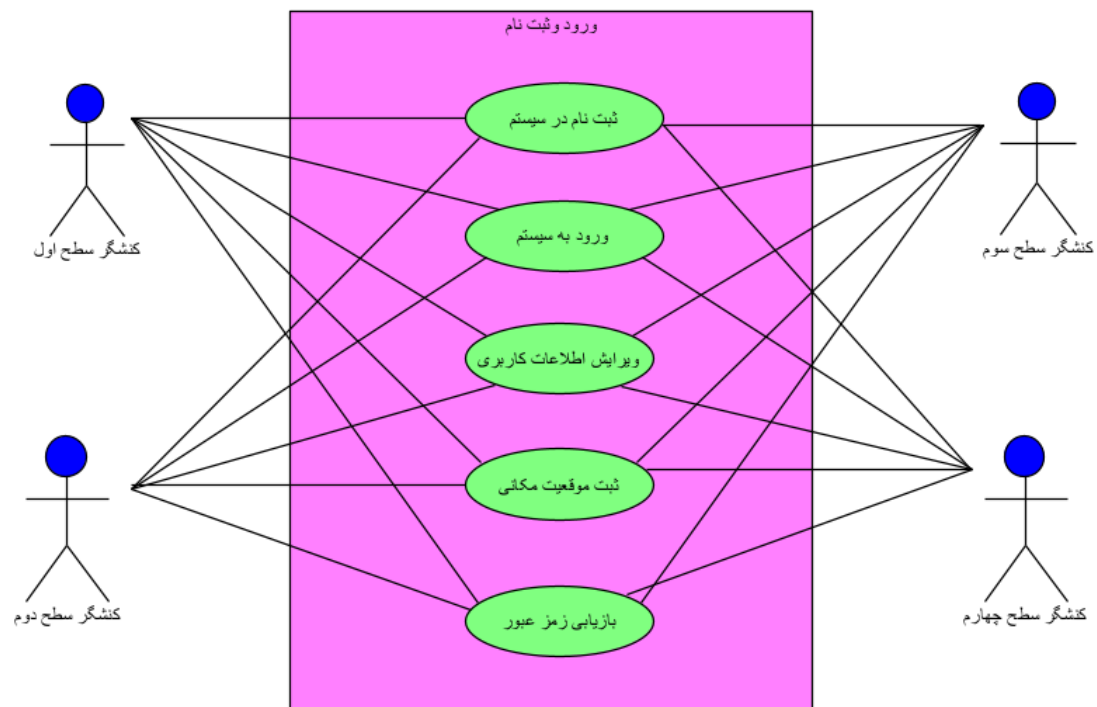 ورود وثبت نام
ثبت نام در سیستم
ورود به سیستم
ویرایش اطلاعات کاربری
ثبت موقعیت مکانی
بازیابی زمز عبور
کنشگر سطح اول
کنشگر سطح سوم
کنشگر سطح دوم
کنشگر سطح چهارم